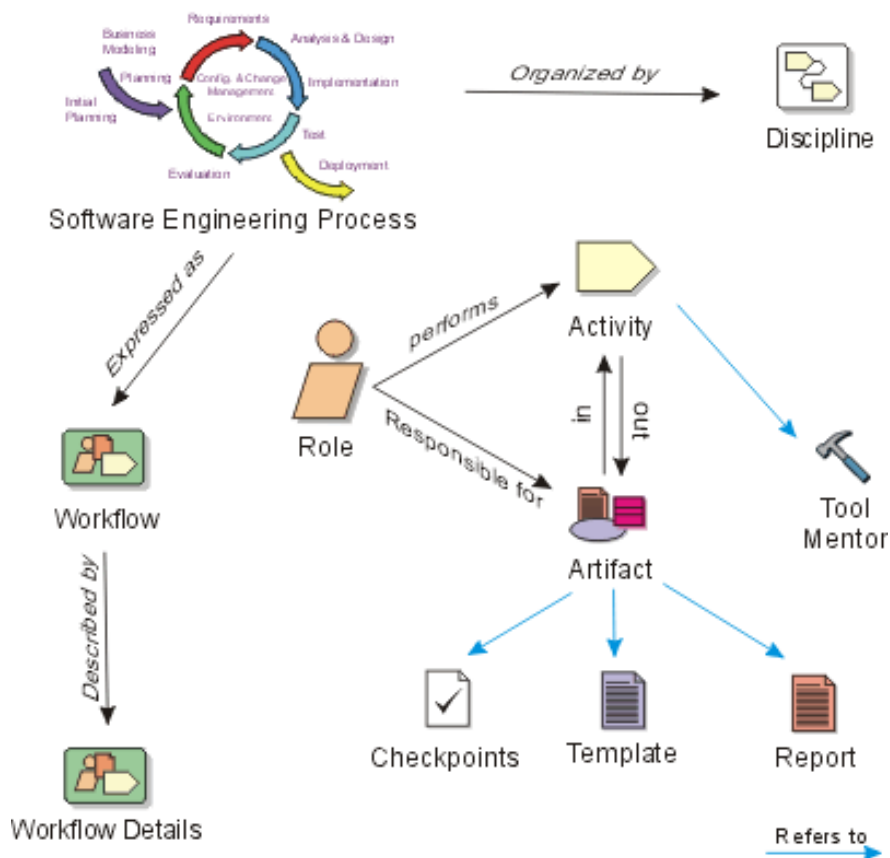 Requirements
Business
Modeling
Analysis & Design
Planning
Config. & Change
Management
Implementation
Initial
Planning
Environment
Test
Evaluation
Deployment
Organized by
Discipline
Software Engineering Process
Expressed as
performs
Activity
Role
Responsible for
in
out
Workflow
Tool
Mentor
Artifact
Described by
Checkpoints
Template
Report
Workflow Details
Refers to